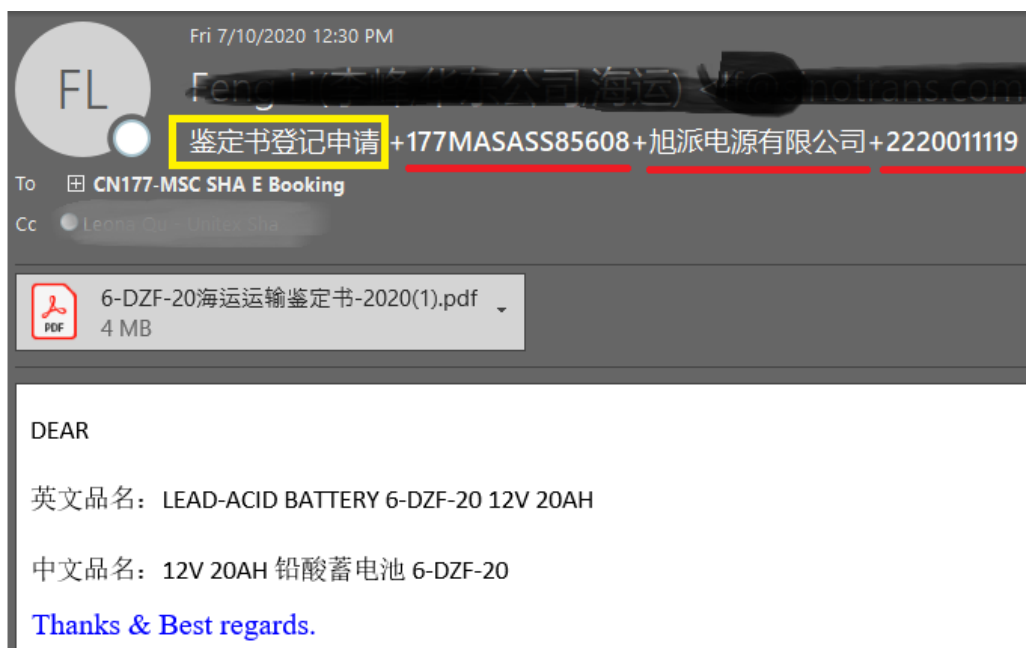 Fri 7/10/2020 12:30 PM
FL
鉴定书登记申请+177MASASS85608+旭派电源有限公司+2220011119
To CN177-MSC SHA E Booking
Cc
6-DZF-20海运运输鉴定书-2020(1).pdf
PDF
4 MB
DEAR
英文品名：LEAD-ACID BATTERY 6-DZF-20 12V 20AH
中文品名：12V 20AH 铅酸蓄电池 6-DZF-20
Thanks & Best regards.